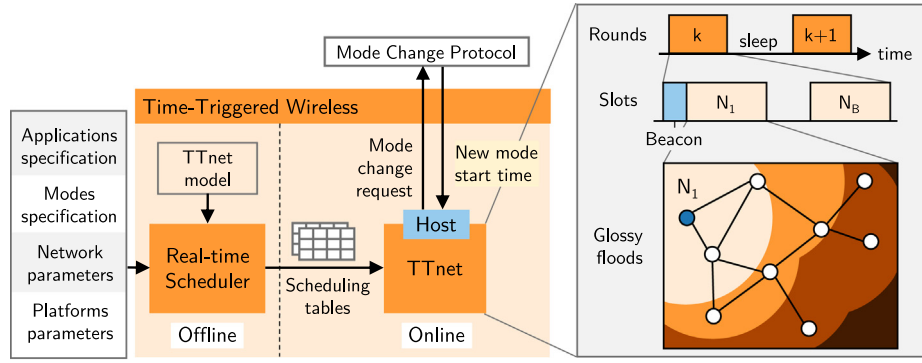 Mode Change Protocol
Time-Triggered Wireless
Applications
specification
Modes
specification
Network
parameters
Platforms
parameters
TTnet
model
Real-time
Scheduler
Offline
Scheduling
tables
Mode
change
request
New mode
start time
Host
TTnet
Online
Rounds
k
sleep
k+1
time
Slots
N1
NB
Beacon
Glossy
floods
N1